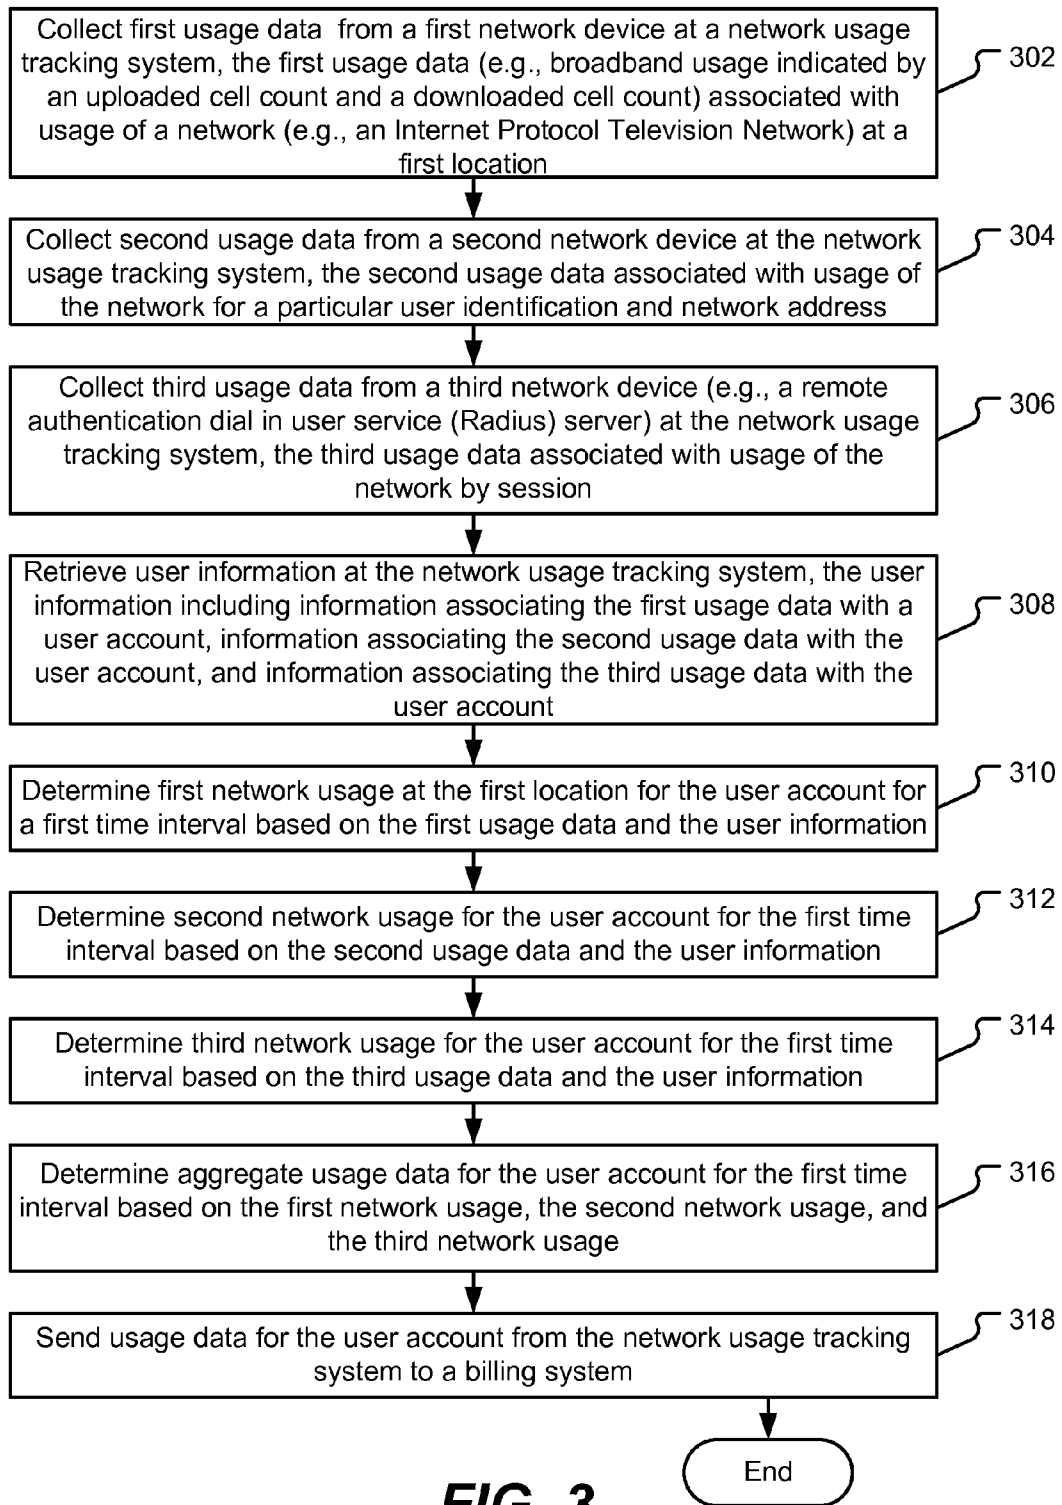 Collect first usage data from a first network device at a network usage
tracking system, the first usage data (e.g., broadband usage indicated by
an uploaded cell count and a downloaded cell count) associated with
usage of a network (e.g., an Internet Protocol Television Network) at a
first location
302
Collect second usage data from a second network device at the network
usage tracking system, the second usage data associated with usage of
the network for a particular user identification and network address
304
Collect third usage data from a third network device (e.g., a remote
authentication dial in user service (Radius) server) at the network usage
tracking system, the third usage data associated with usage of the
network by session
306
Retrieve user information at the network usage tracking system, the user
information including information associating the first usage data with a
user account, information associating the second usage data with the
user account, and information associating the third usage data with the
user account
308
Determine first network usage at the first location for the user account for
a first time interval based on the first usage data and the user information
310
Determine second network usage for the user account for the first time
interval based on the second usage data and the user information
312
Determine third network usage for the user account for the first time
interval based on the third usage data and the user information
314
Determine aggregate usage data for the user account for the first time
interval based on the first network usage, the second network usage, and
the third network usage
316
Send usage data for the user account from the network usage tracking
system to a billing system
318
End
FIG. 3